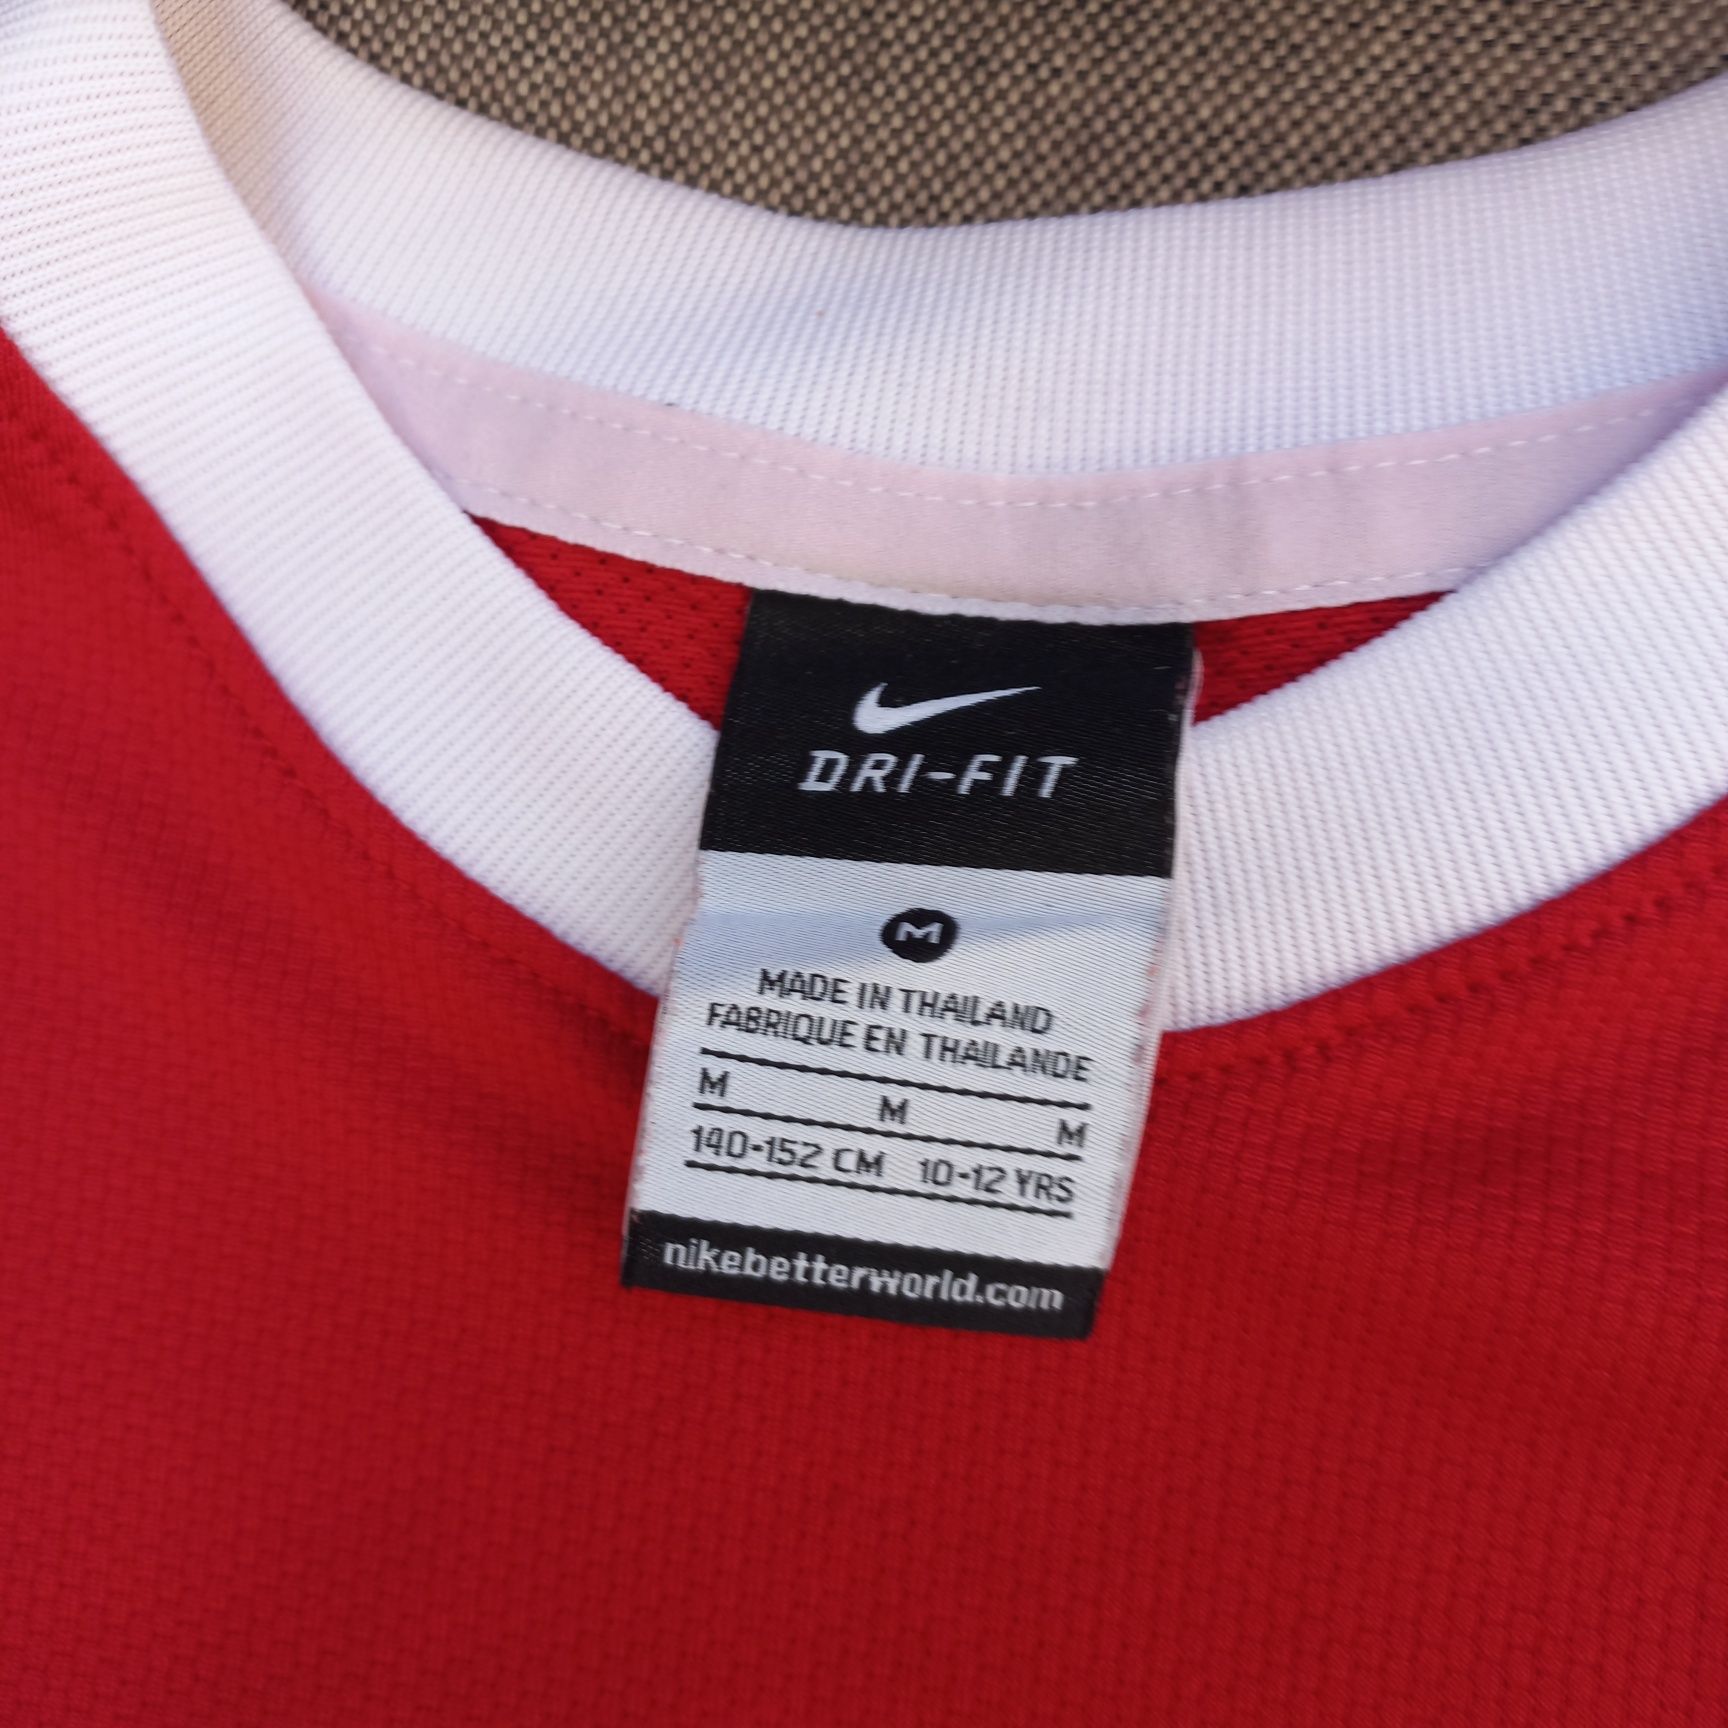 DRI-FIT
M
MADE IN THAILAND
FABRIQUE EN THAILANDE
M M M
140-152 CM 10-12 YRS
nikebetterworld.com